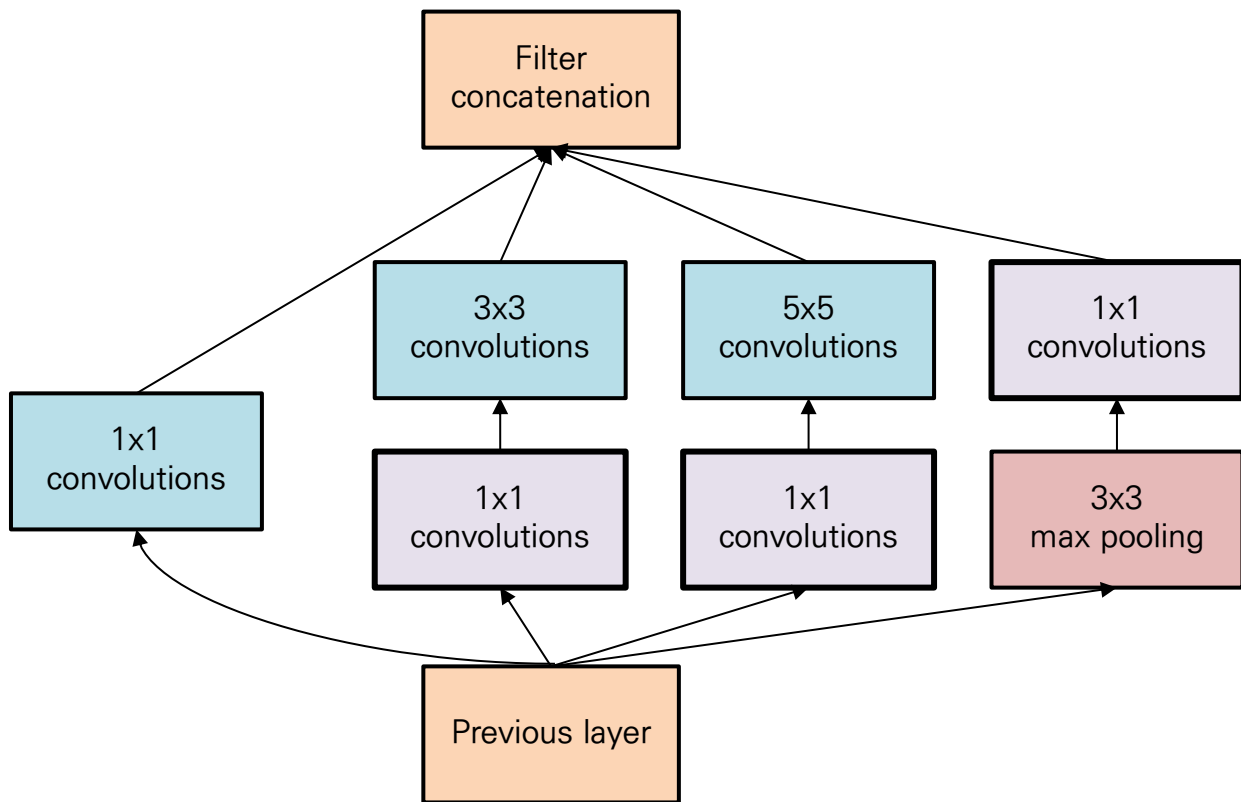 Filter
concatenation
3x3
convolutions
5x5
convolutions
1x1
convolutions
1x1
convolutions
1x1
convolutions
1x1
convolutions
3x3
max pooling
Previous layer